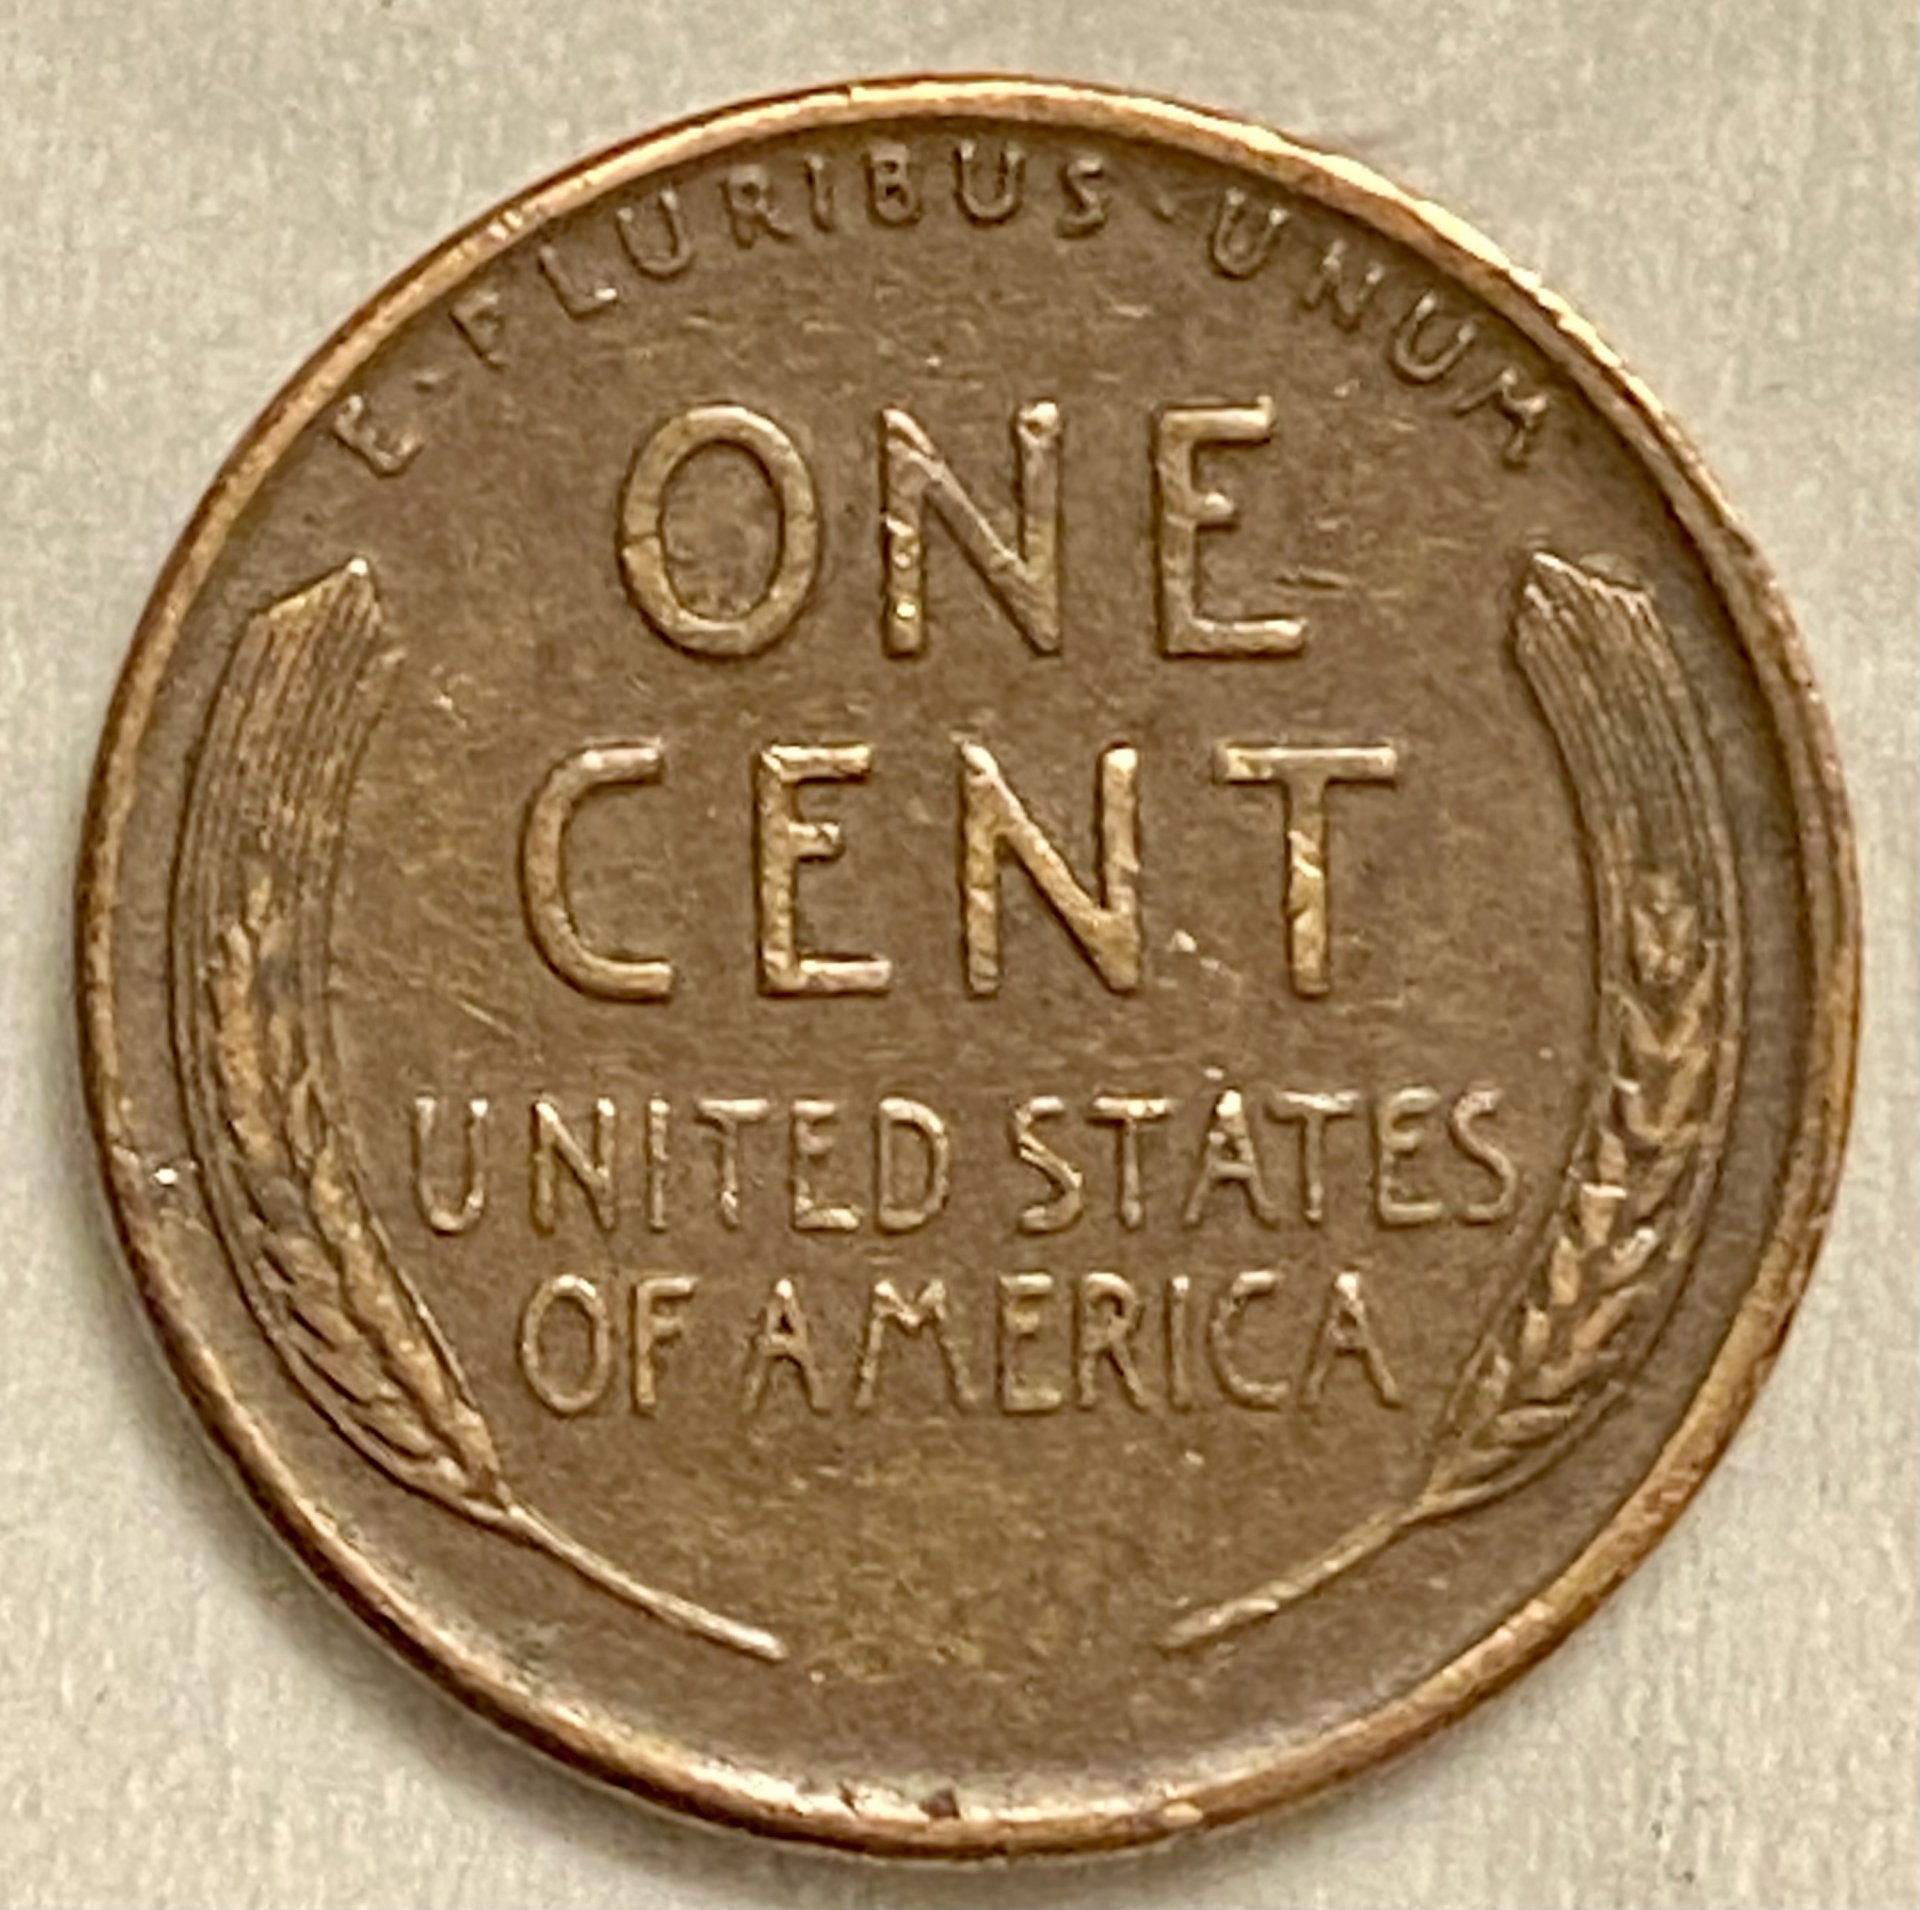 E·PLURIBUS·UNUM
ONE
CENT
UNITED STATES
OF AMERICA